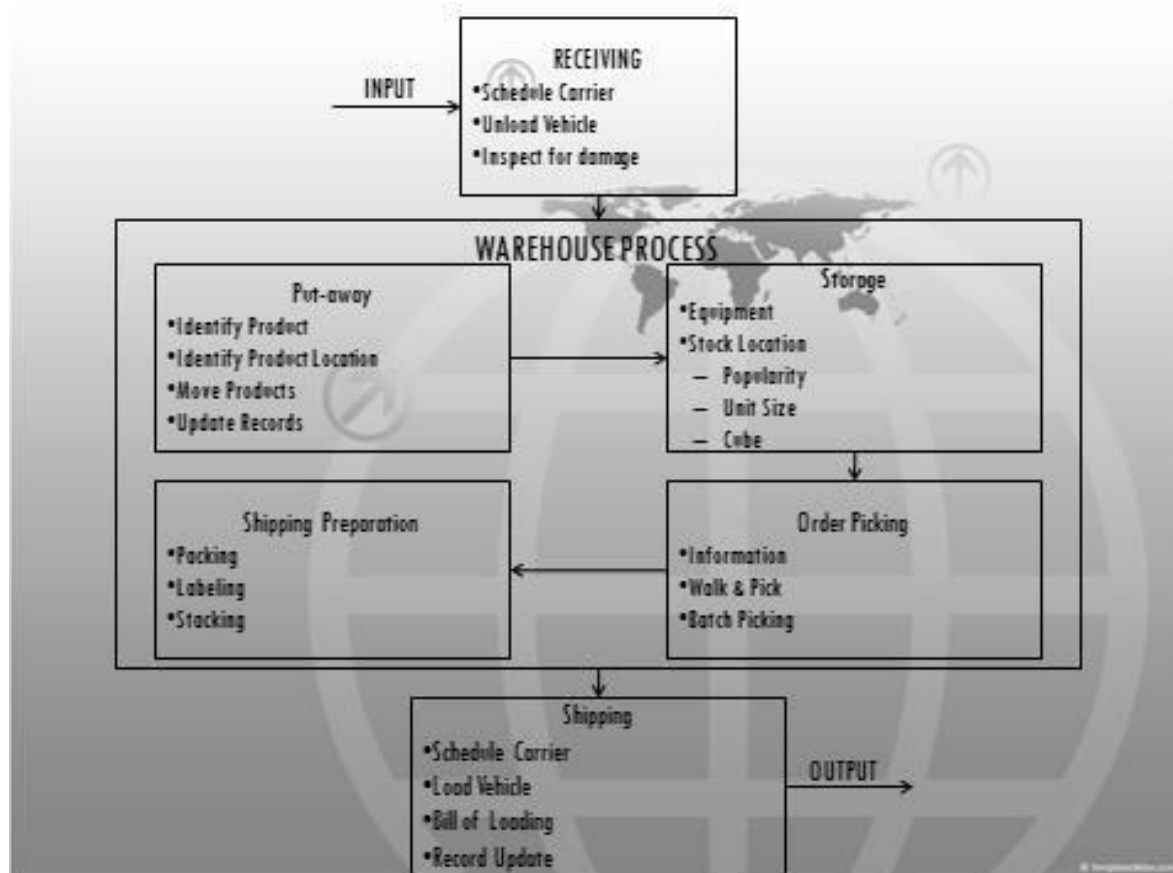 RECEIVING
INPUT
•Schedule Carrier
•Unload Vehicle
•Inspect for damage
WAREHOUSE PROCESS
Put-away
•Identify Product
•Identify Product Location
•Move Products
•Update Records
Storage
•Equipment
•Stock Location
– Popularity
– Unit Size
– Cube
Shipping Preparation
•Packing
•Labeling
•Stacking
Order Picking
•Information
•Walk & Pick
•Batch Picking
Shipping
•Schedule Carrier
•Load Vehicle
•Bill of Loading
•Record Update
OUTPUT